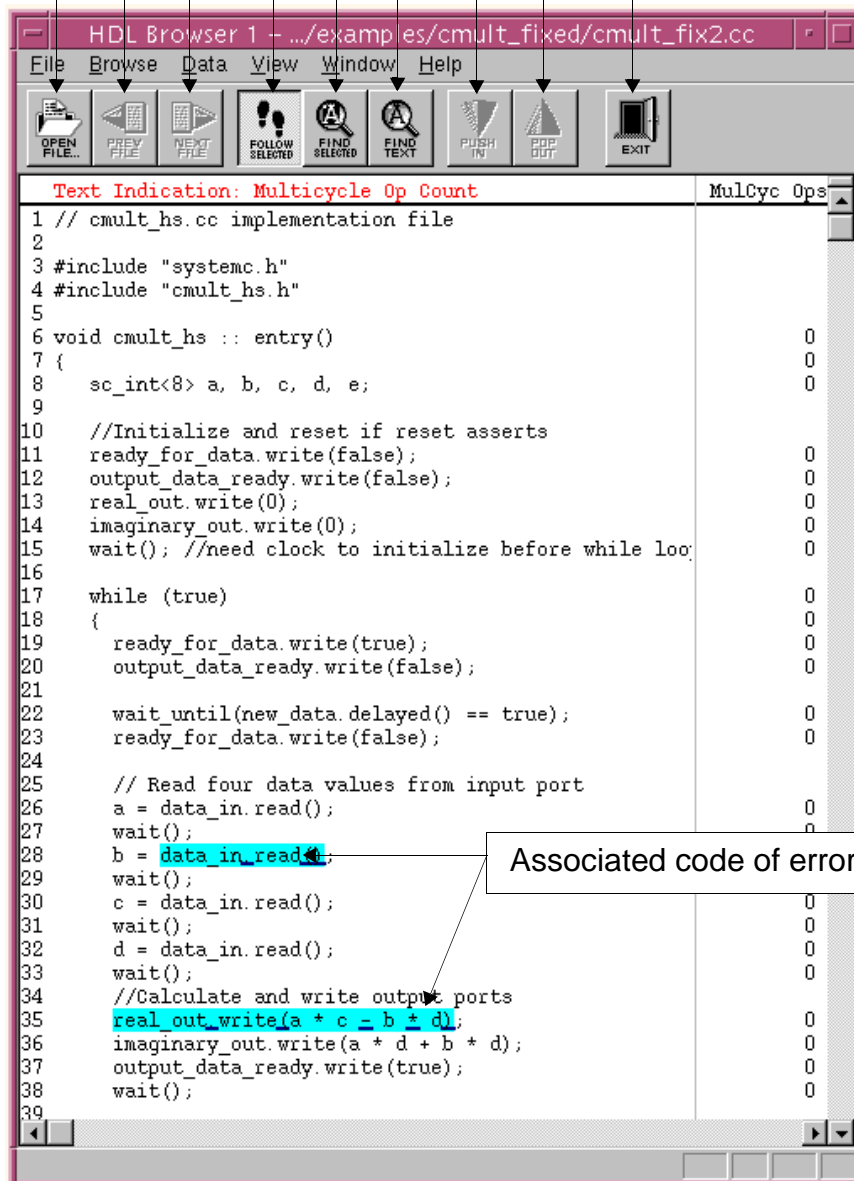 HDL Browser 1 – .../examples/cmult_fixed/cmult_fix2.cc
File Browse Data View Window Help
OPEN FILE... PREV FILE NEXT FILE FOLLOW SELECTED FIND SELECTED FIND TEXT PUSH IN POP OUT EXIT
Text Indication: Multicycle Op Count MulCyc Ops
1 // cmult_hs.cc implementation file
2
3 #include "systemc.h"
4 #include "cmult_hs.h"
5
6 void cmult_hs :: entry() 0
7 { 0
8 sc_int<8> a, b, c, d, e; 0
9
10 //Initialize and reset if reset asserts
11 ready_for_data.write(false); 0
12 output_data_ready.write(false); 0
13 real_out.write(0); 0
14 imaginary_out.write(0); 0
15 wait(); //need clock to initialize before while loo 0
16
17 while (true) 0
18 { 0
19 ready_for_data.write(true); 0
20 output_data_ready.write(false); 0
21
22 wait_until(new_data.delayed() == true); 0
23 ready_for_data.write(false); 0
24
25 // Read four data values from input port
26 a = data_in.read(); 0
27 wait(); 0
28 b = data_in.read();
Associated code of error
29 wait();
30 c = data_in.read(); 0
31 wait(); 0
32 d = data_in.read(); 0
33 wait(); 0
34 //Calculate and write output ports
35 real_out.write(a * c - b * d); 0
36 imaginary_out.write(a * d + b * d); 0
37 output_data_ready.write(true); 0
38 wait(); 0
39